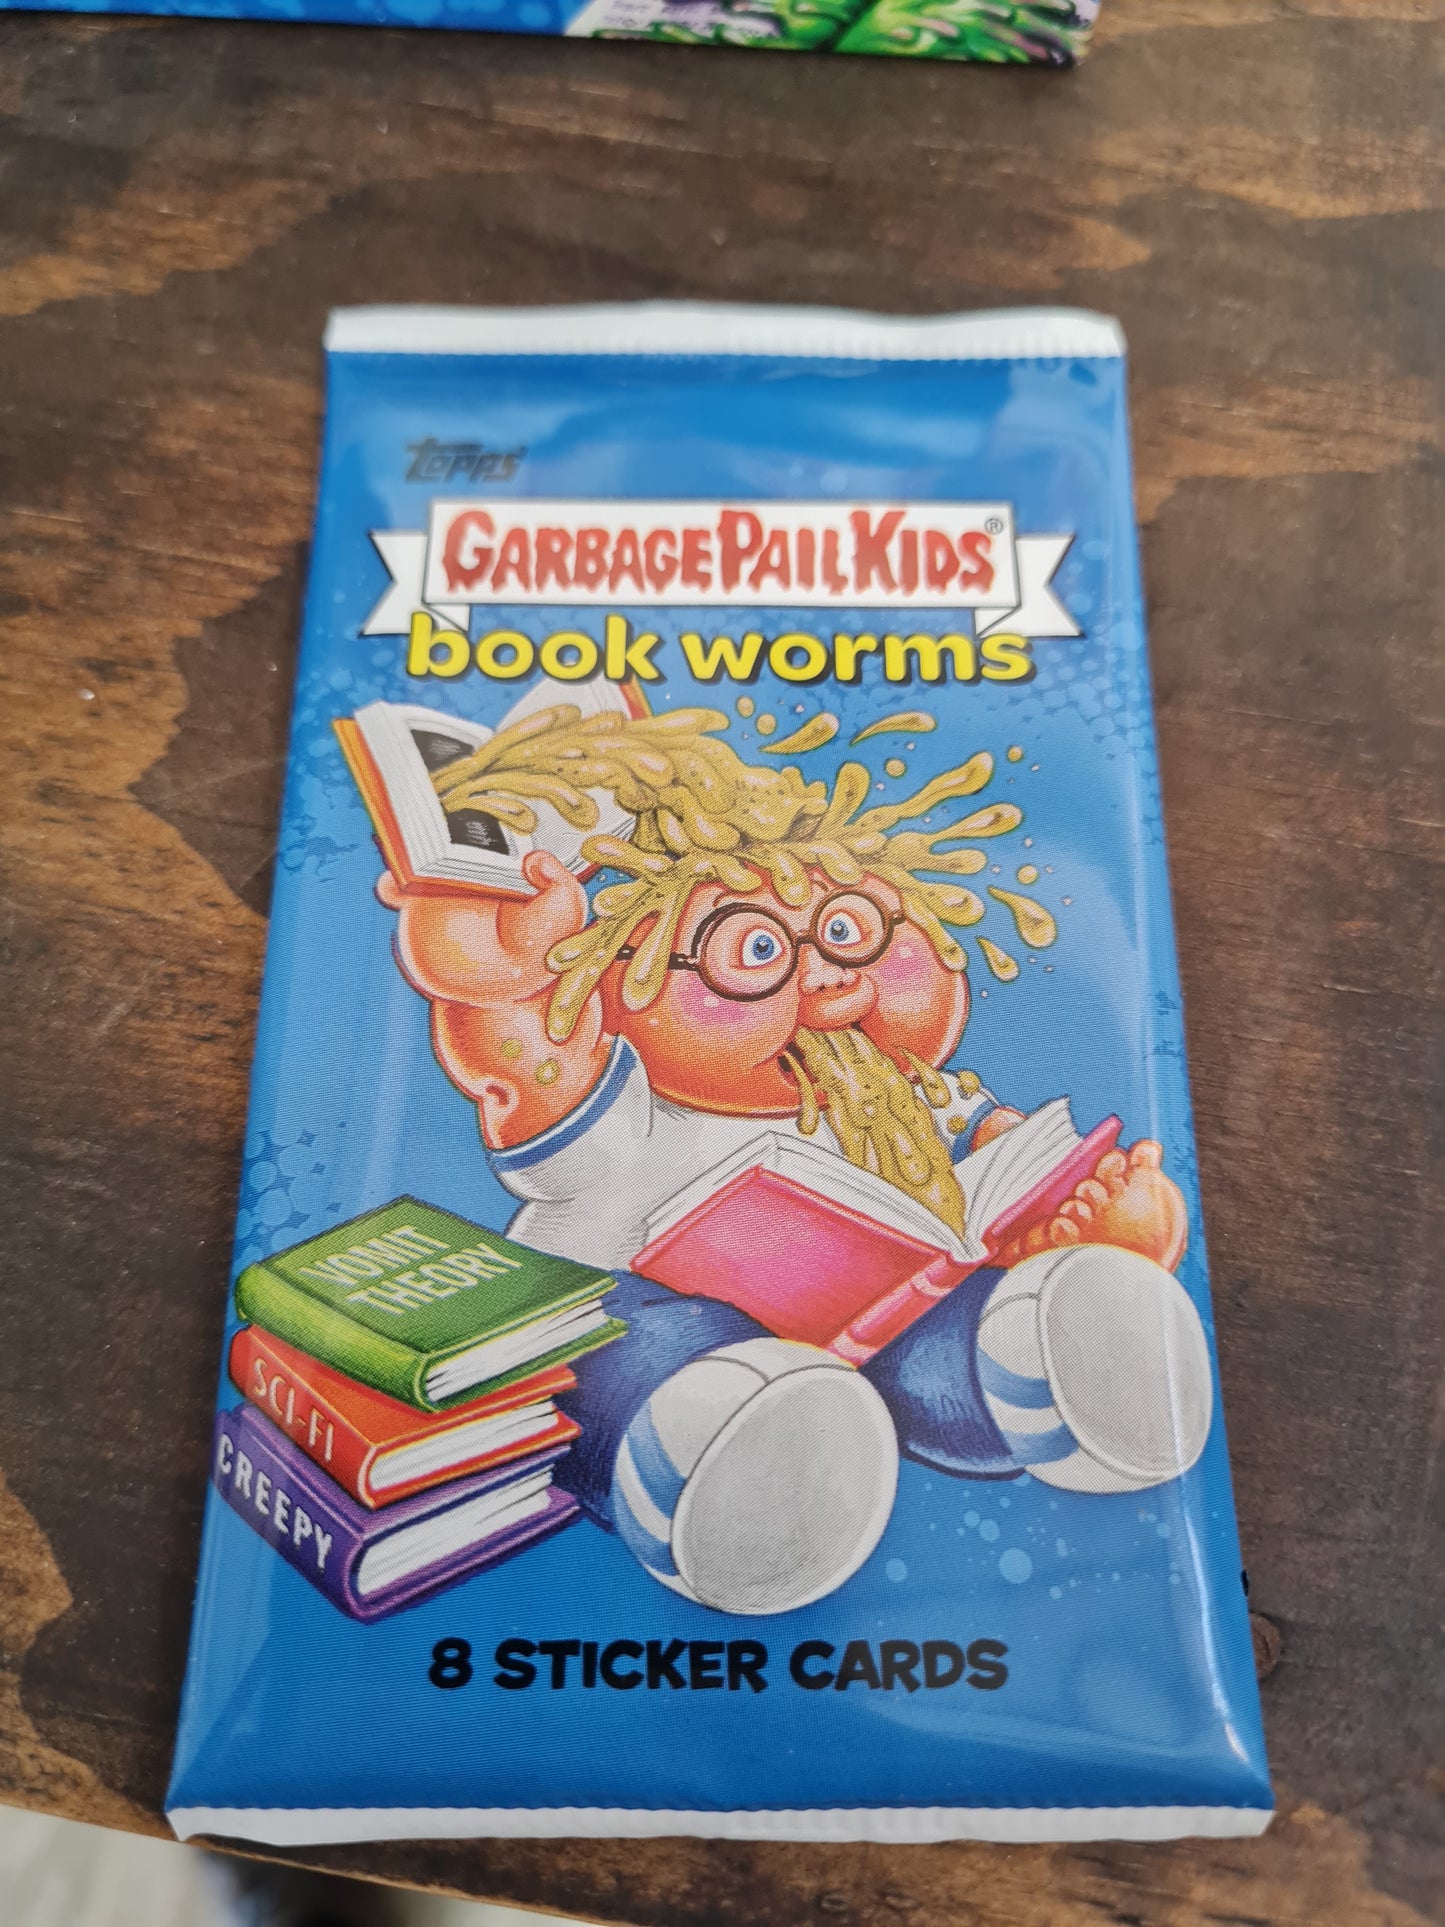 TOPPS
GARBAGE PAIL KIDS®
book worms
VOMIT
THEORY
SCI-FI
CREEPY
8 STICKER CARDS